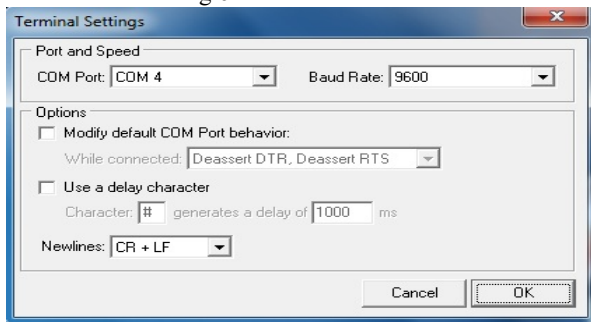 Terminal Settings
Port and Speed
COM Port: COM 4 Baud Rate: 9600
Options
Modify default COM Port behavior:
While connected: Deassert DTR, Deassert RTS
Use a delay character
Character: # generates a delay of 1000 ms
Newlines: CR + LF
Cancel OK